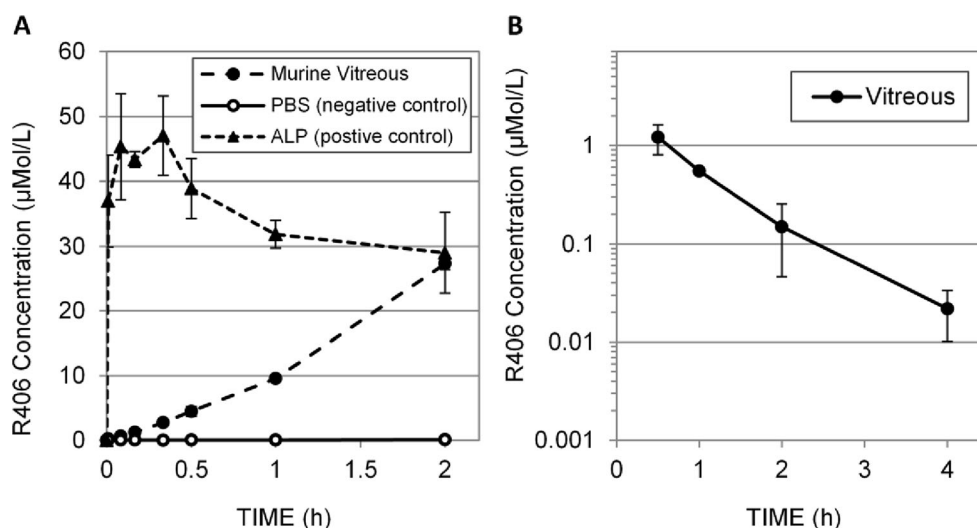 A
R406 Concentration (µMol/L)
60
50
40
30
20
10
0
Murine Vitreous
PBS (negative control)
ALP (postive control)
0
0.5
1
1.5
2
TIME (h)
B
R406 Concentration (µMol/L)
1
0.1
0.01
0.001
Vitreous
0
1
2
3
4
TIME (h)